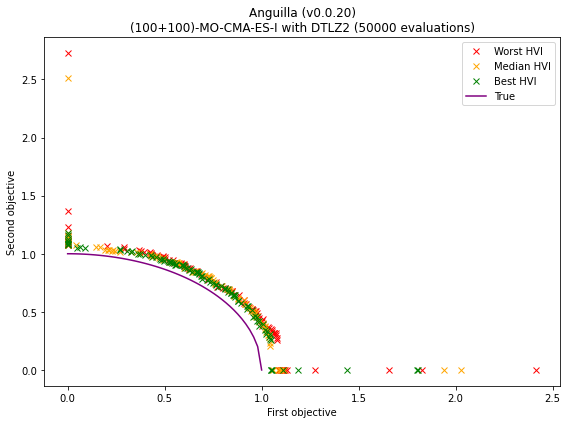 Anguilla (v0.0.20)
(100+100)-MO-CMA-ES-I with DTLZ2 (50000 evaluations)
Worst HVI
Median HVI
Best HVI
True
Second objective
2.5
2.0
1.5
1.0
0.5
0.0
0.0 0.5 1.0 1.5 2.0 2.5
First objective